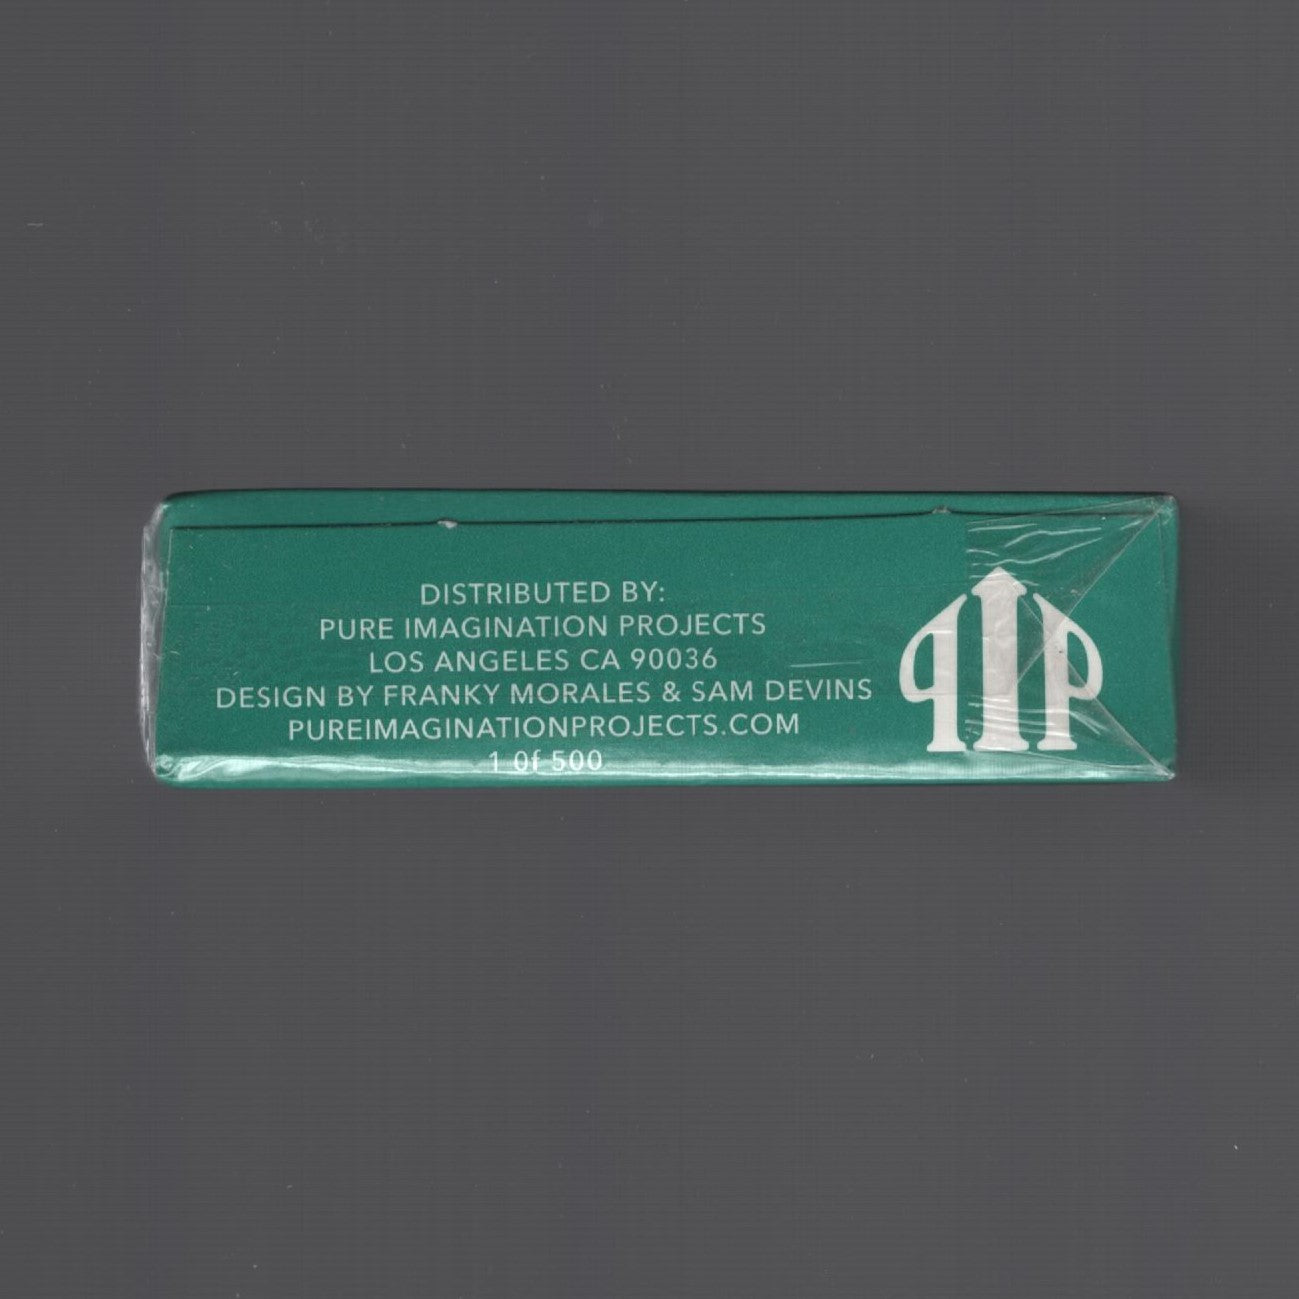 DISTRIBUTED BY:
PURE IMAGINATION PROJECTS
LOS ANGELES CA 90036
DESIGN BY FRANKY MORALES & SAM DEVINS
PUREIMAGINATIONPROJECTS.COM
1 Of 500
PIP